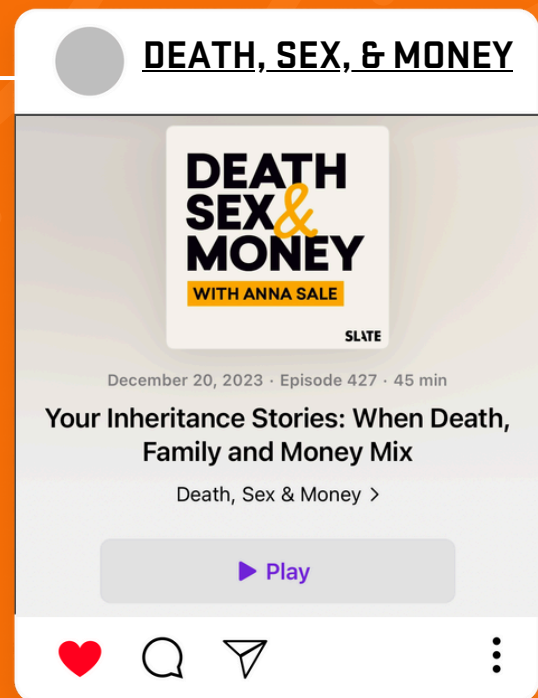 DEATH, SEX, & MONEY
DEATH
SEX &
MONEY
WITH ANNA SALE
SLATE
December 20, 2023 · Episode 427 · 45 min
Your Inheritance Stories: When Death,
Family and Money Mix
Death, Sex & Money >
Play